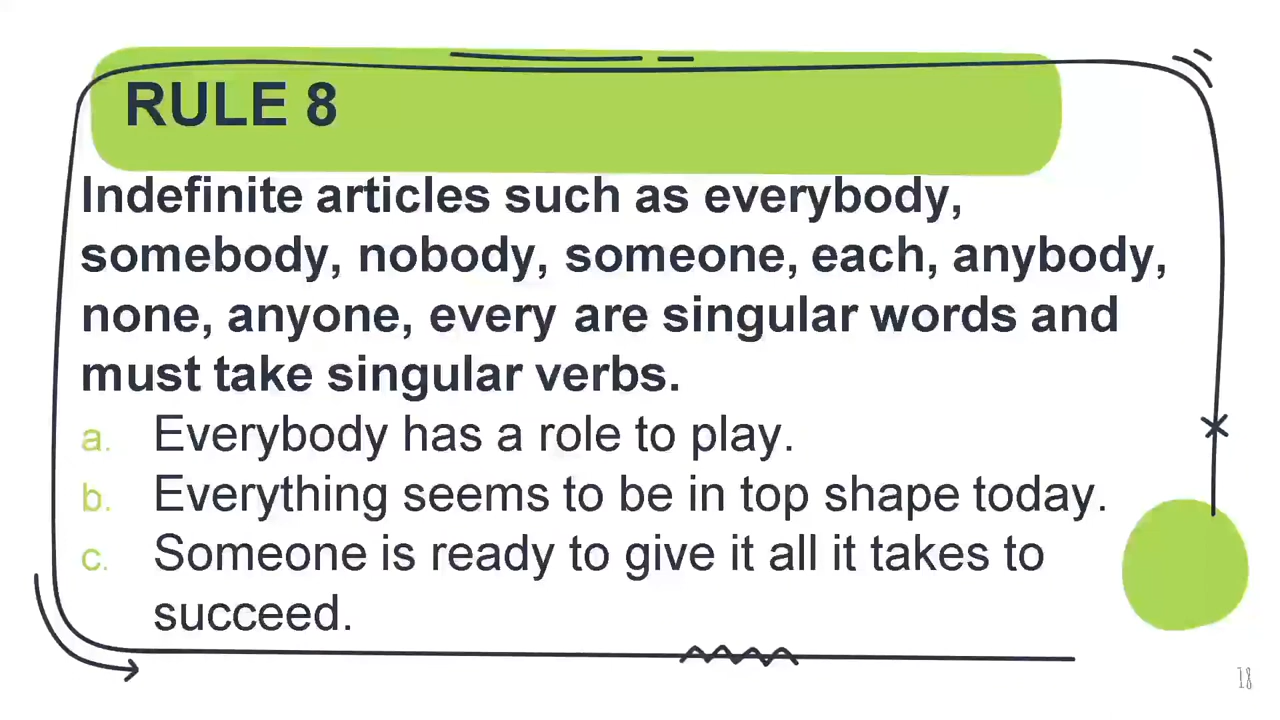 RULE 8
Indefinite articles such as everybody,
somebody, nobody, someone, each, anybody,
none, anyone, every are singular words and
must take singular verbs.
a. Everybody has a role to play.
b. Everything seems to be in top shape today.
c. Someone is ready to give it all it takes to
succeed.
18